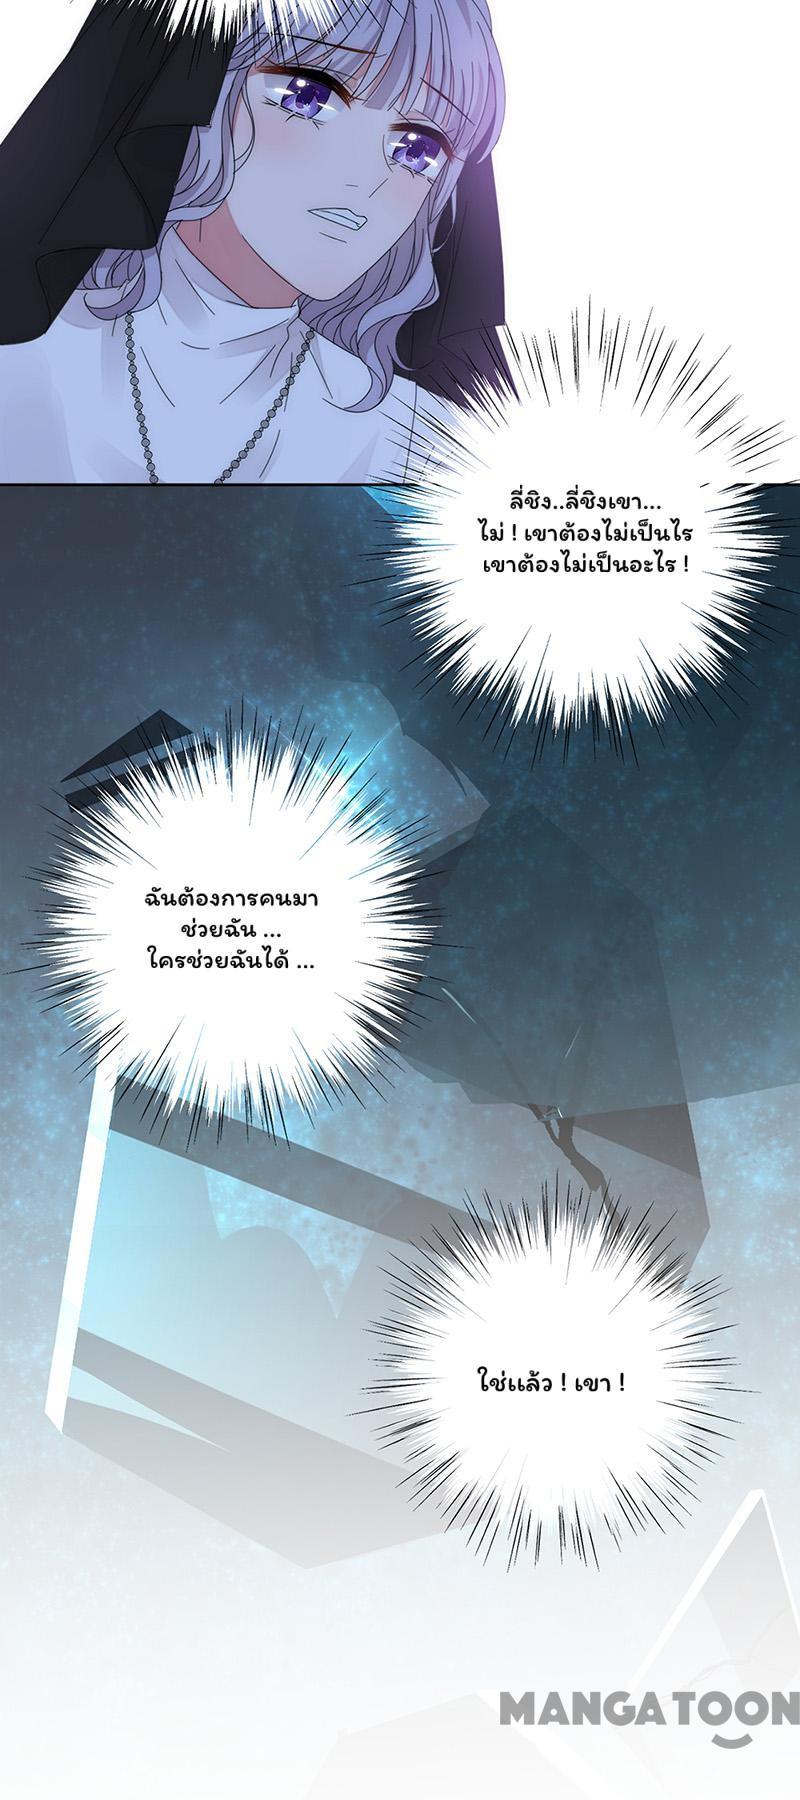 ลี่ชิง..ลี่ชิงเขา...
ไม่ ! เขาต้องไม่เป็นไร
เขาต้องไม่เป็นอะไร !
ฉันต้องการคนมา
ช่วยฉัน ...
ใครช่วยฉันได้ ...
ใช่แล้ว ! เขา !
MANGATOON